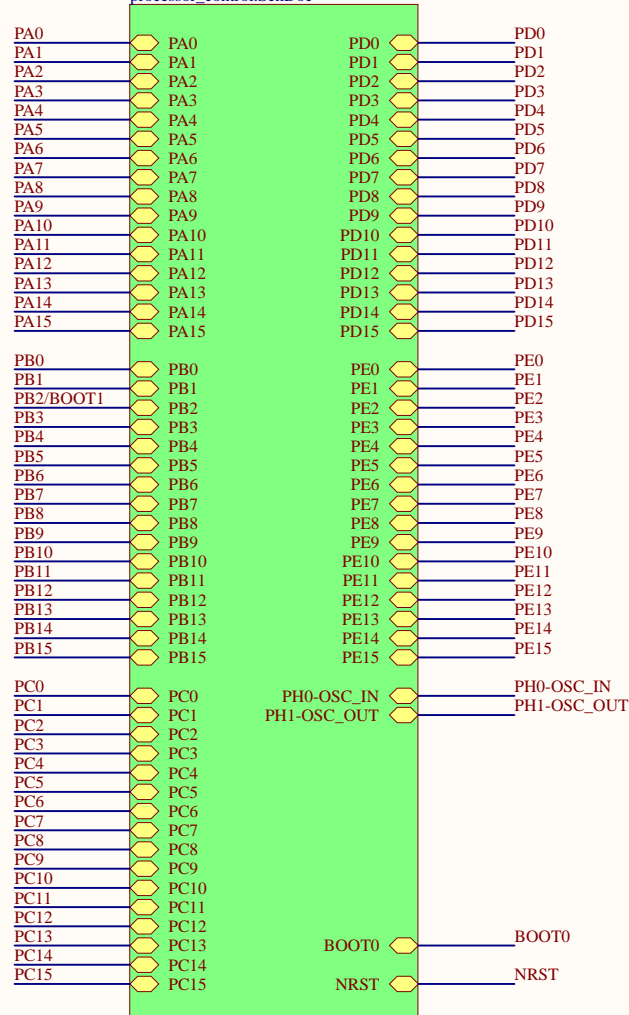 PA0 PA0 PD0 PD0
PA1 PA1 PD1 PD1
PA2 PA2 PD2 PD2
PA3 PA3 PD3 PD3
PA4 PA4 PD4 PD4
PA5 PA5 PD5 PD5
PA6 PA6 PD6 PD6
PA7 PA7 PD7 PD7
PA8 PA8 PD8 PD8
PA9 PA9 PD9 PD9
PA10 PA10 PD10 PD10
PA11 PA11 PD11 PD11
PA12 PA12 PD12 PD12
PA13 PA13 PD13 PD13
PA14 PA14 PD14 PD14
PA15 PA15 PD15 PD15
PB0 PB0 PE0 PE0
PB1 PB1 PE1 PE1
PB2/BOOT1 PB2 PE2 PE2
PB3 PB3 PE3 PE3
PB4 PB4 PE4 PE4
PB5 PB5 PE5 PE5
PB6 PB6 PE6 PE6
PB7 PB7 PE7 PE7
PB8 PB8 PE8 PE8
PB9 PB9 PE9 PE9
PB10 PB10 PE10 PE10
PB11 PB11 PE11 PE11
PB12 PB12 PE12 PE12
PB13 PB13 PE13 PE13
PB14 PB14 PE14 PE14
PB15 PB15 PE15 PE15
PC0 PC0 PH0-OSC_IN PH0-OSC_IN
PC1 PC1 PH1-OSC_OUT PH1-OSC_OUT
PC2 PC2
PC3 PC3
PC4 PC4
PC5 PC5
PC6 PC6
PC7 PC7
PC8 PC8
PC9 PC9
PC10 PC10
PC11 PC11
PC12 PC12
PC13 PC13 BOOT0 BOOT0
PC14 PC14
PC15 PC15 NRST NRST